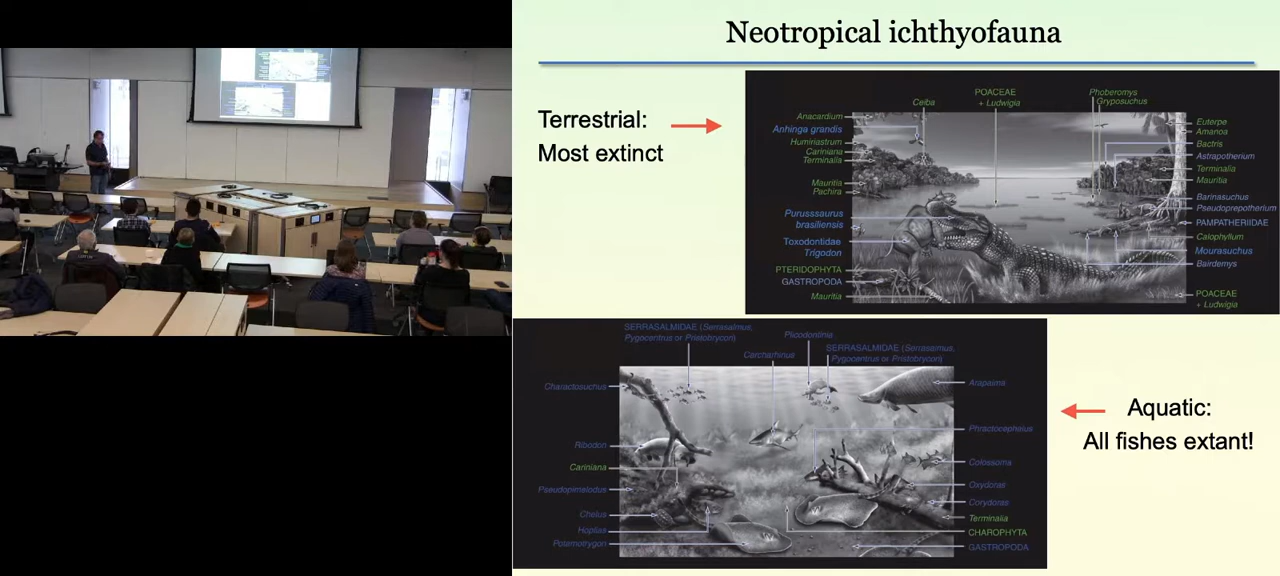 Neotropical ichthyofauna
Terrestrial:
Most extinct
Ceiba
POACEAE
+ Ludwigia
Phoberomys
Gryposuchus
Anacardium
Anhinga grandis
Humiriastrum
Cariniana
Terminalia
Mauritia
Pachira
Purusssaurus
brasiliensis
Toxodontidae
Trigodon
PTERIDOPHYTA
GASTROPODA
Mauritia
Euterpe
Amanoa
Bactris
Astrapotherium
Terminalia
Mauritia
Barinasuchus
Pseudoprepotherium
PAMPATHERIIDAE
Calophyllum
Mourasuchus
Bairdemys
POACEAE
+ Ludwigia
SERRASALMIDAE (Serrasalmus,
Pygocentrus or Pristobrycon)
Plicodontinia
Carcharhinus
SERRASALMIDAE (Serrasalmus,
Pygocentrus or Pristobrycon)
Charactosuchus
Ribodon
Cariniana
Pseudopimelodus
Chelus
Hoplias
Potamotrygon
Arapaima
Phractocephalus
Colossoma
Oxydoras
Corydoras
Terminalia
CHAROPHYTA
GASTROPODA
Aquatic:
All fishes extant!